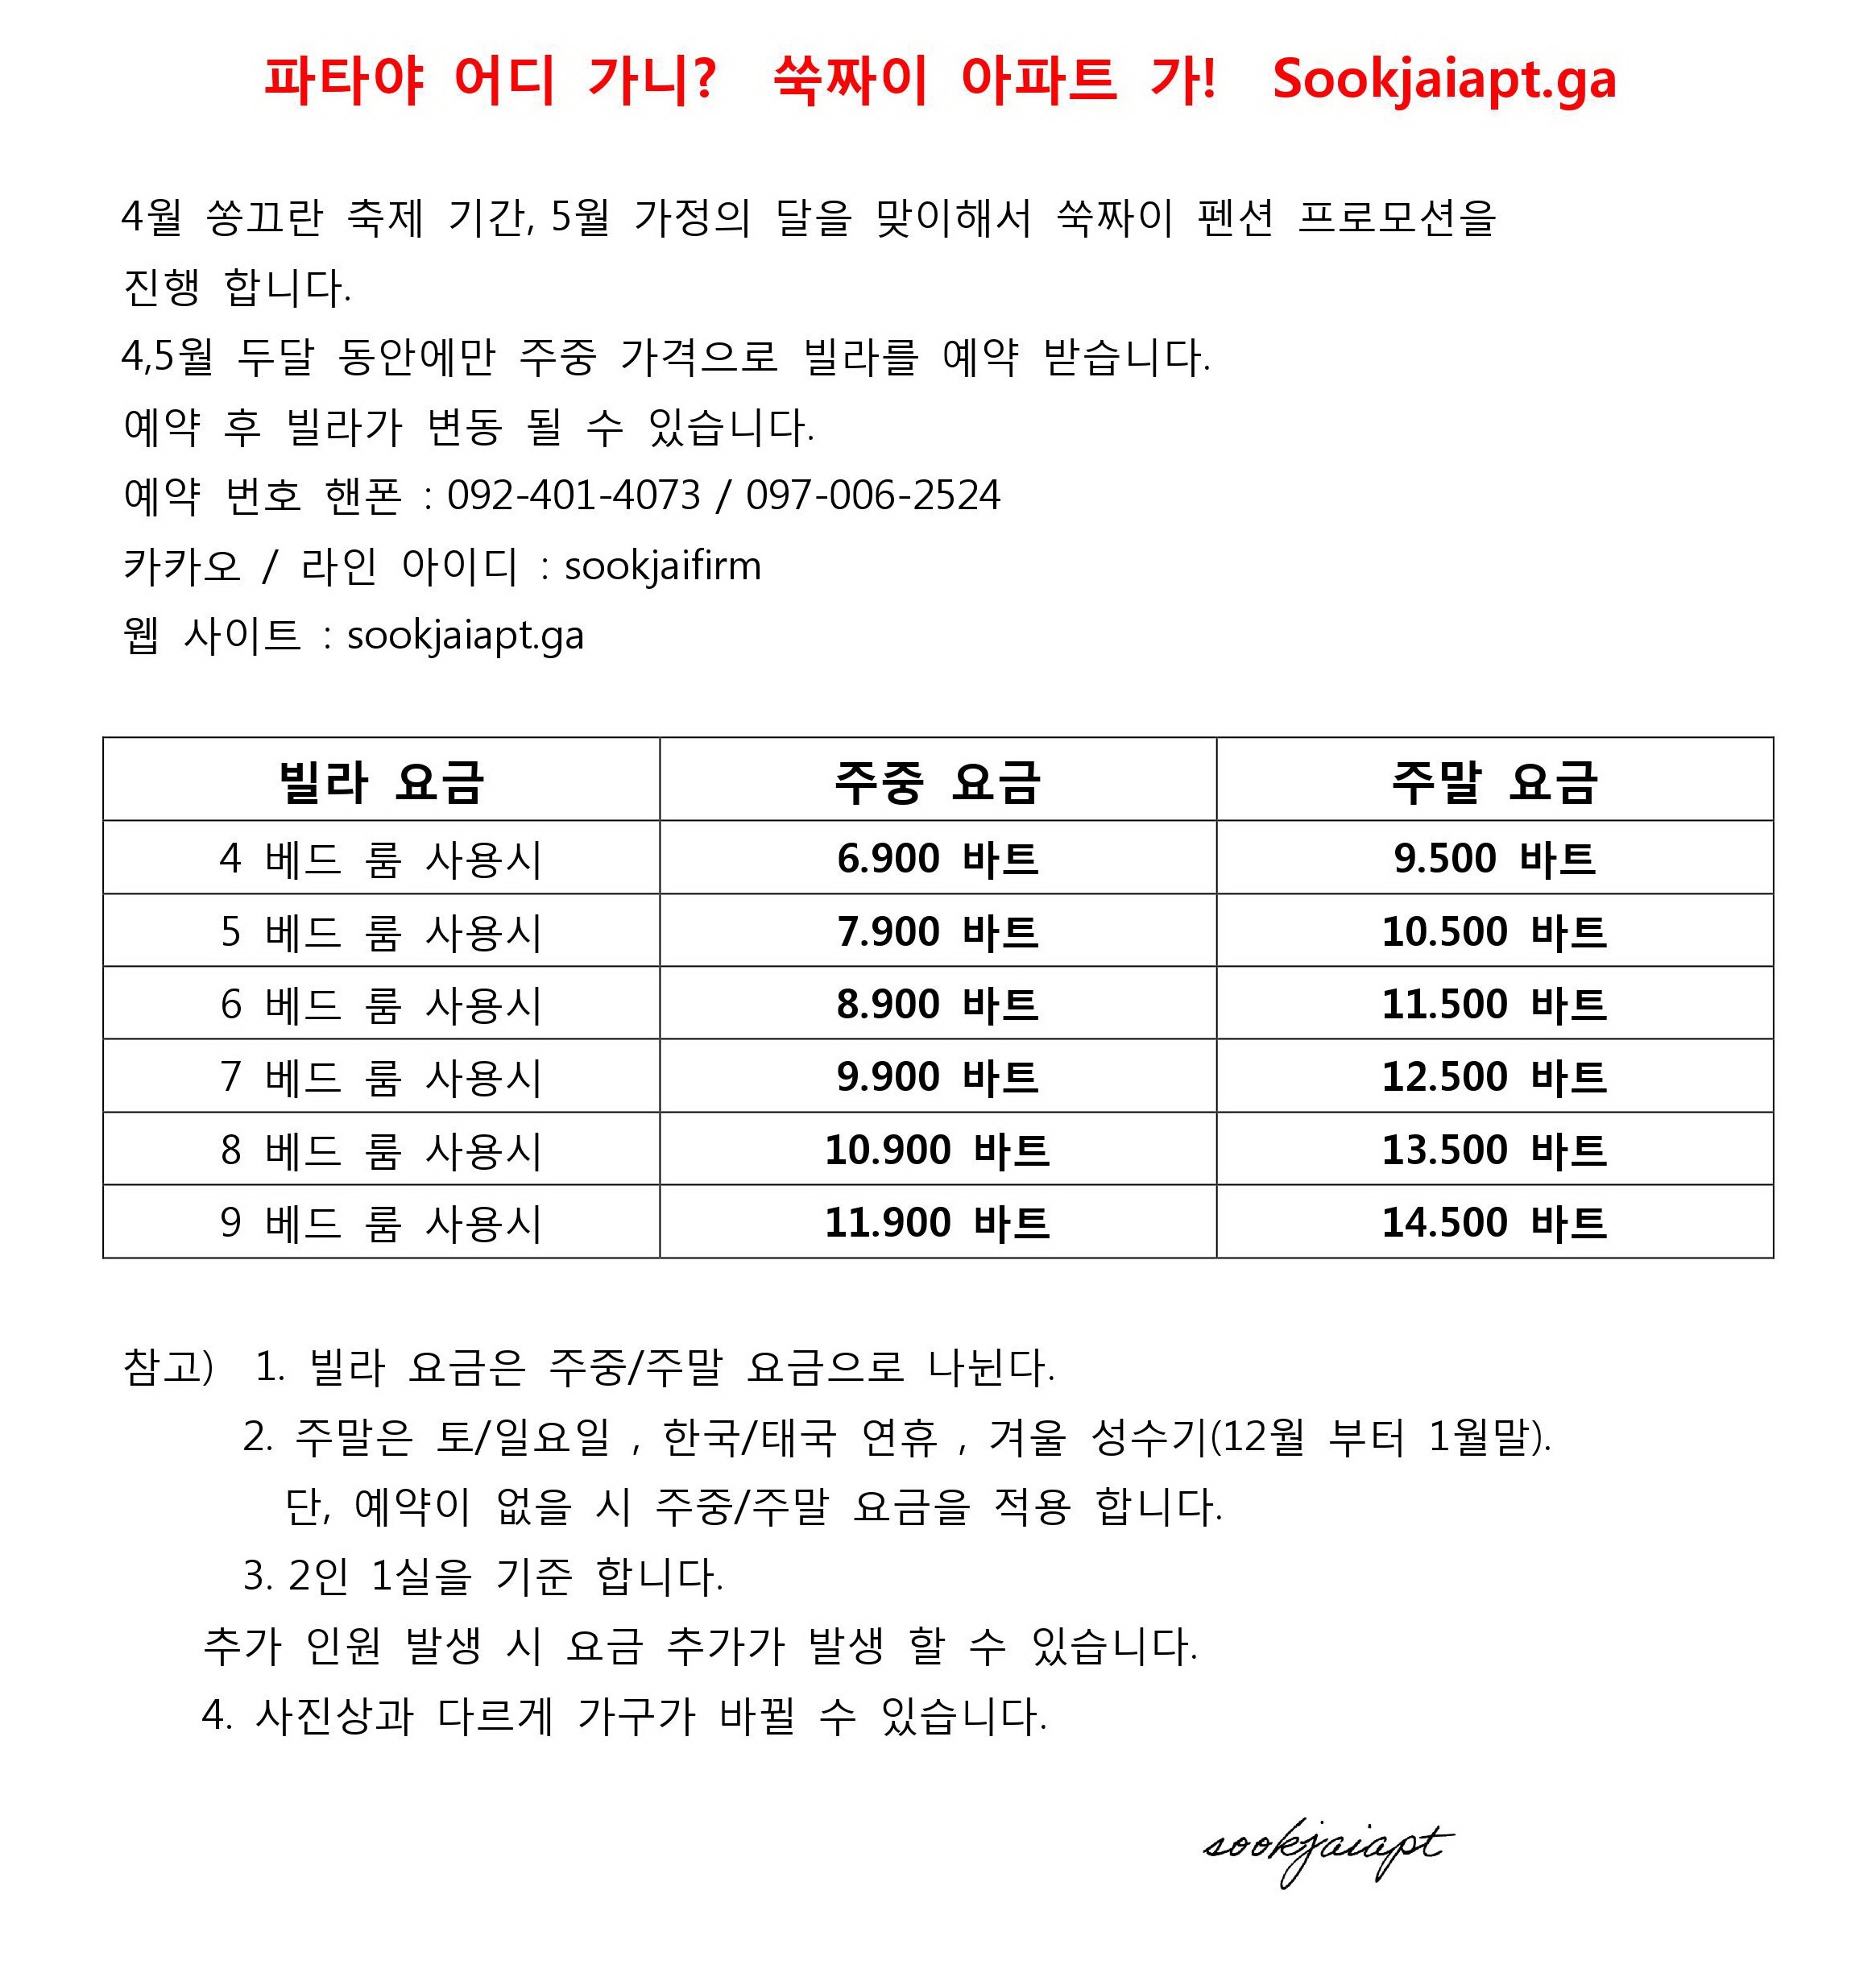 파타야 어디 가니? 쑥짜이 아파트 가! Sookjaiapt.ga
4월 쏭끄란 축제 기간, 5월 가정의 달을 맞이해서 쑥짜이 펜션 프로모션을
진행 합니다.
4,5월 두달 동안에만 주중 가격으로 빌라를 예약 받습니다.
예약 후 빌라가 변동 될 수 있습니다.
예약 번호 핸폰 : 092-401-4073 / 097-006-2524
카카오 / 라인 아이디 : sookjaifirm
웹 사이트 : sookjaiapt.ga
빌라 요금 주중 요금 주말 요금
4 베드 룸 사용시 6.900 바트 9.500 바트
5 베드 룸 사용시 7.900 바트 10.500 바트
6 베드 룸 사용시 8.900 바트 11.500 바트
7 베드 룸 사용시 9.900 바트 12.500 바트
8 베드 룸 사용시 10.900 바트 13.500 바트
9 베드 룸 사용시 11.900 바트 14.500 바트
참고) 1. 빌라 요금은 주중/주말 요금으로 나뉜다.
2. 주말은 토/일요일 , 한국/태국 연휴 , 겨울 성수기(12월 부터 1월말).
단, 예약이 없을 시 주중/주말 요금을 적용 합니다.
3. 2인 1실을 기준 합니다.
추가 인원 발생 시 요금 추가가 발생 할 수 있습니다.
4. 사진상과 다르게 가구가 바뀔 수 있습니다.
sookjaiapt